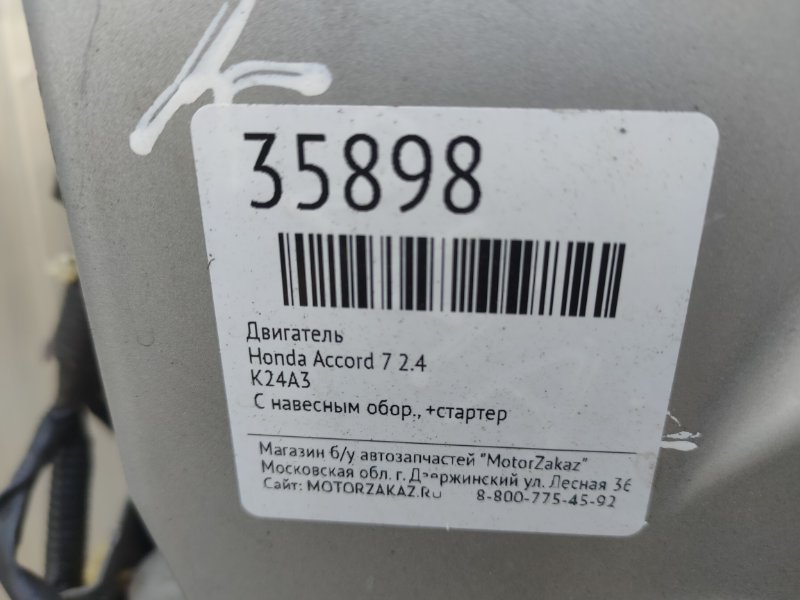 35898
Двигатель
Honda Accord 7 2.4
K24A3
С навесным обор., +стартер
Магазин б/у автозапчастей "MotorZakaz"
Московская обл. г. Дзержинский ул. Лесная 36
Сайт: MOTORZAKAZ.RU 8-800-775-45-92